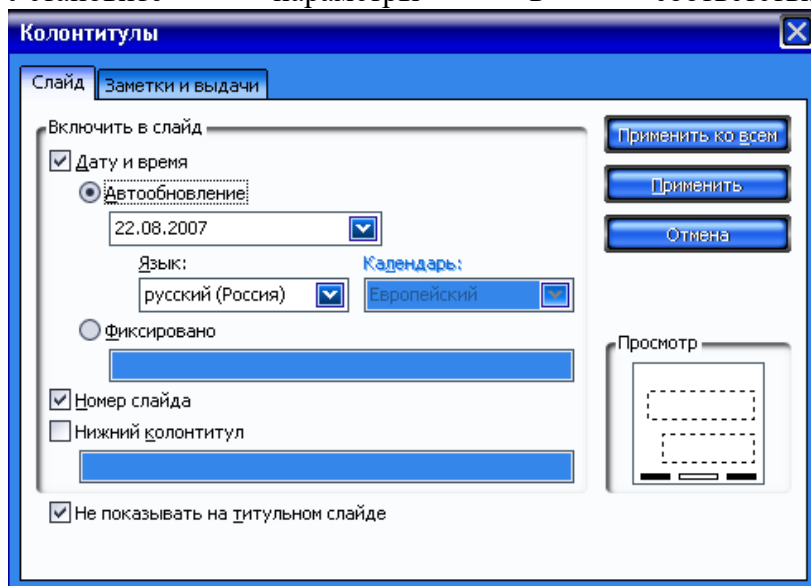 параметры в
Колонтитулы
Слайд Заметки и выдачи
Включить в слайд
Дату и время
Автообновление
22.08.2007
Язык: Календарь:
русский (Россия) Европейский
Фиксировано
Номер слайда
Нижний колонтитул
Не показывать на титульном слайде
Применить ко всем
Применить
Отмена
Просмотр